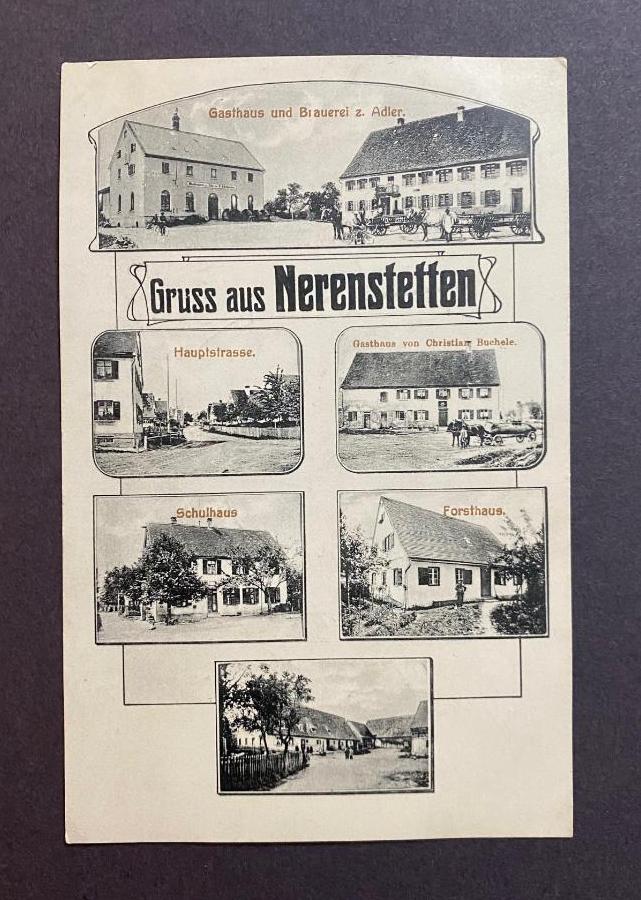 Gasthaus und Brauerei z. Adler.
Gruss aus Nerenstetten
Hauptstrasse.
Gasthaus von Christian Buchele.
Schulhaus
Forsthaus.